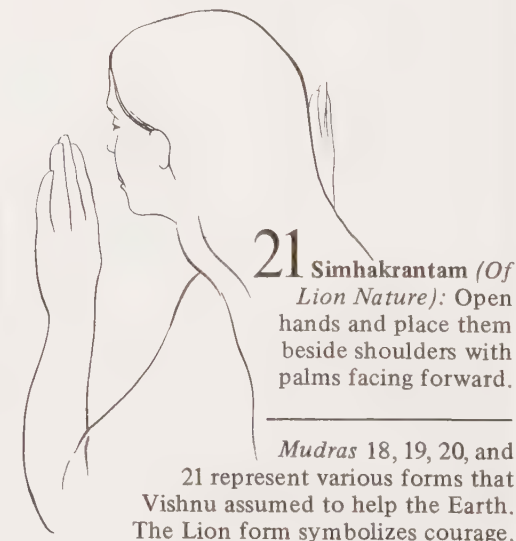 21 Simhakrantam (Of
Lion Nature): Open
hands and place them
beside shoulders with
palms facing forward.
Mudras 18, 19, 20, and
21 represent various forms that
Vishnu assumed to help the Earth.
The Lion form symbolizes courage.